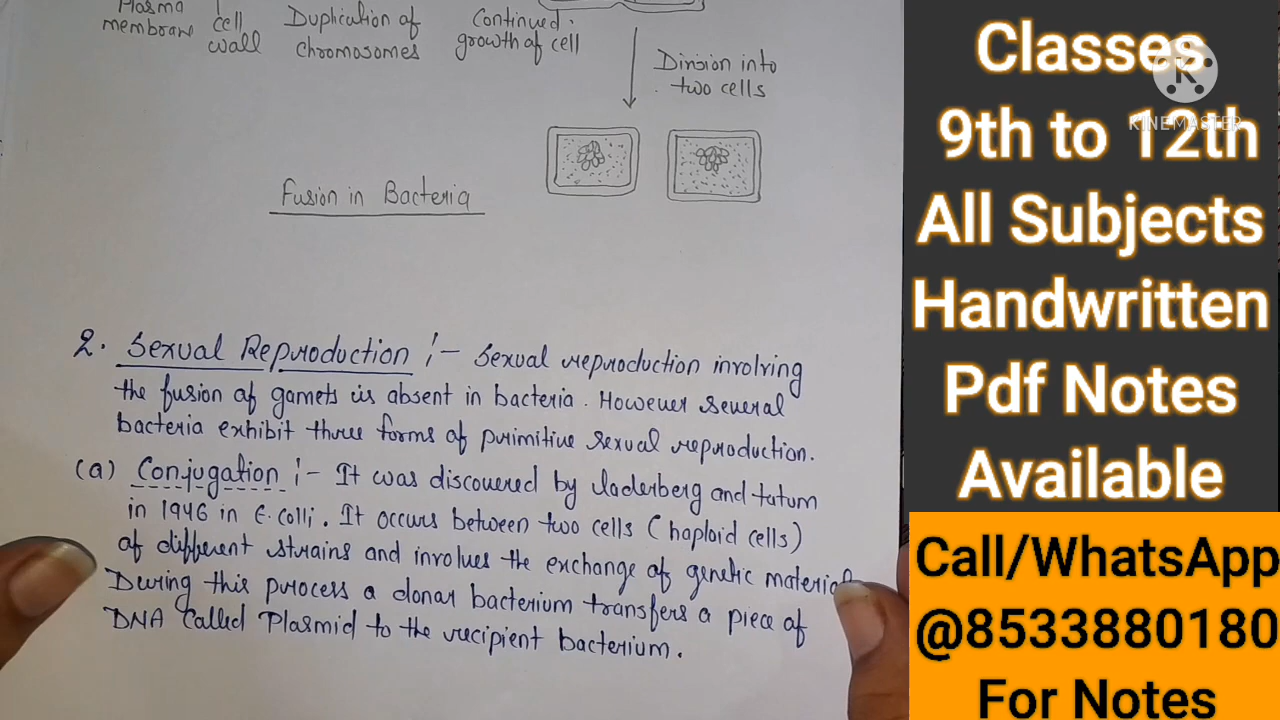 Plasma
membrane
cell
wall
Duplication of
chromosomes
Continued
growth of cell
Dinsion into
two cells
Fusion in Bacteria
2. Sexual Reproduction :- Sexual reproduction involving
the fusion of gamets is absent in bacteria. However several
bacteria exhibit three forms of primitive sexual reproduction.
(a) Conjugation :- It was discovered by laderberg and tatum
in 1946 in E. colli. It occurs between two cells (haploid cells)
of different strains and involves the exchange of genetic material
During this process a donar bacterium transfers a piece of
DNA called Plasmid to the recipient bacterium.
Classes
9th to 12th
All Subjects
Handwritten
Pdf Notes
Available
Call/WhatsApp
@8533880180
For Notes
K
KINEMASTER